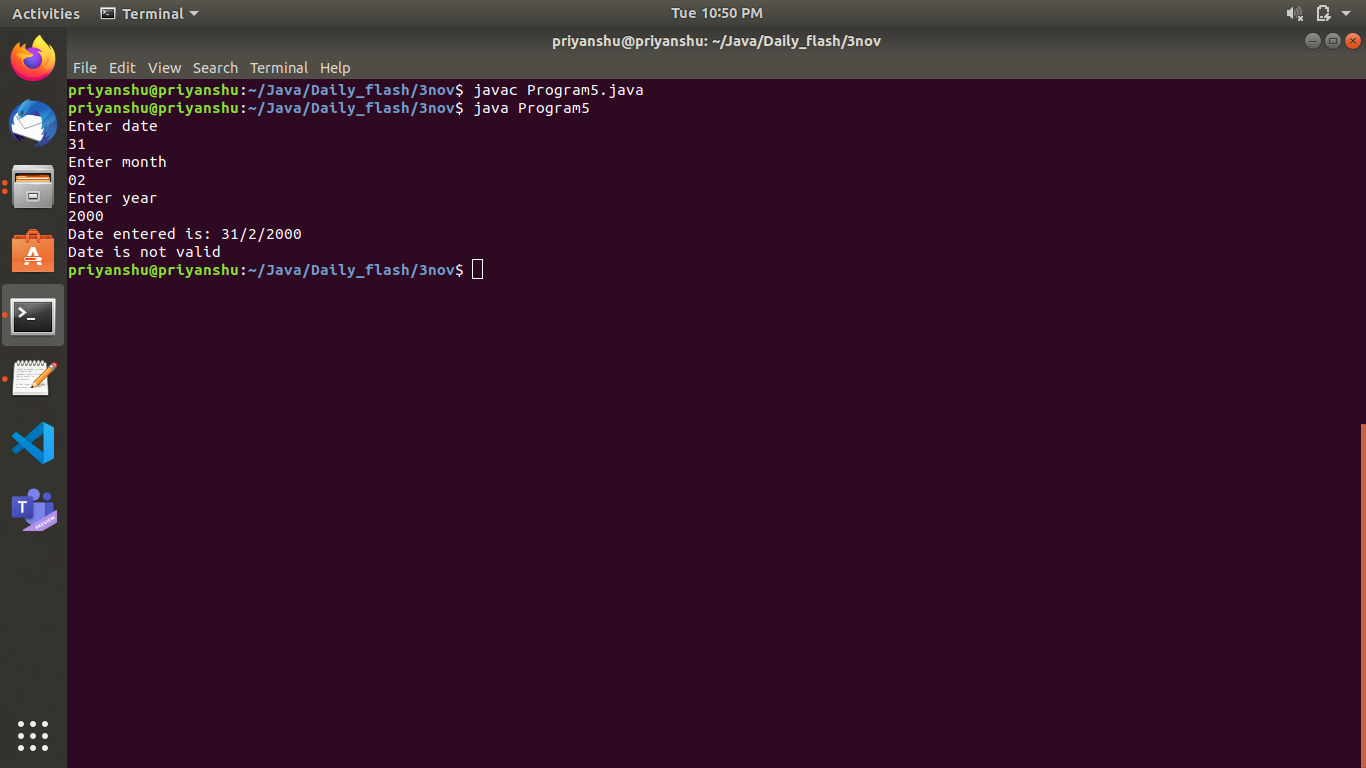 Activities Terminal Tue 10:50 PM
priyanshu@priyanshu: ~/Java/Daily_flash/3nov
File Edit View Search Terminal Help
priyanshu@priyanshu:~/Java/Daily_flash/3nov$ javac Program5.java
priyanshu@priyanshu:~/Java/Daily_flash/3nov$ java Program5
Enter date
31
Enter month
02
Enter year
2000
Date entered is: 31/2/2000
Date is not valid
priyanshu@priyanshu:~/Java/Daily_flash/3nov$
T
PREVIEW